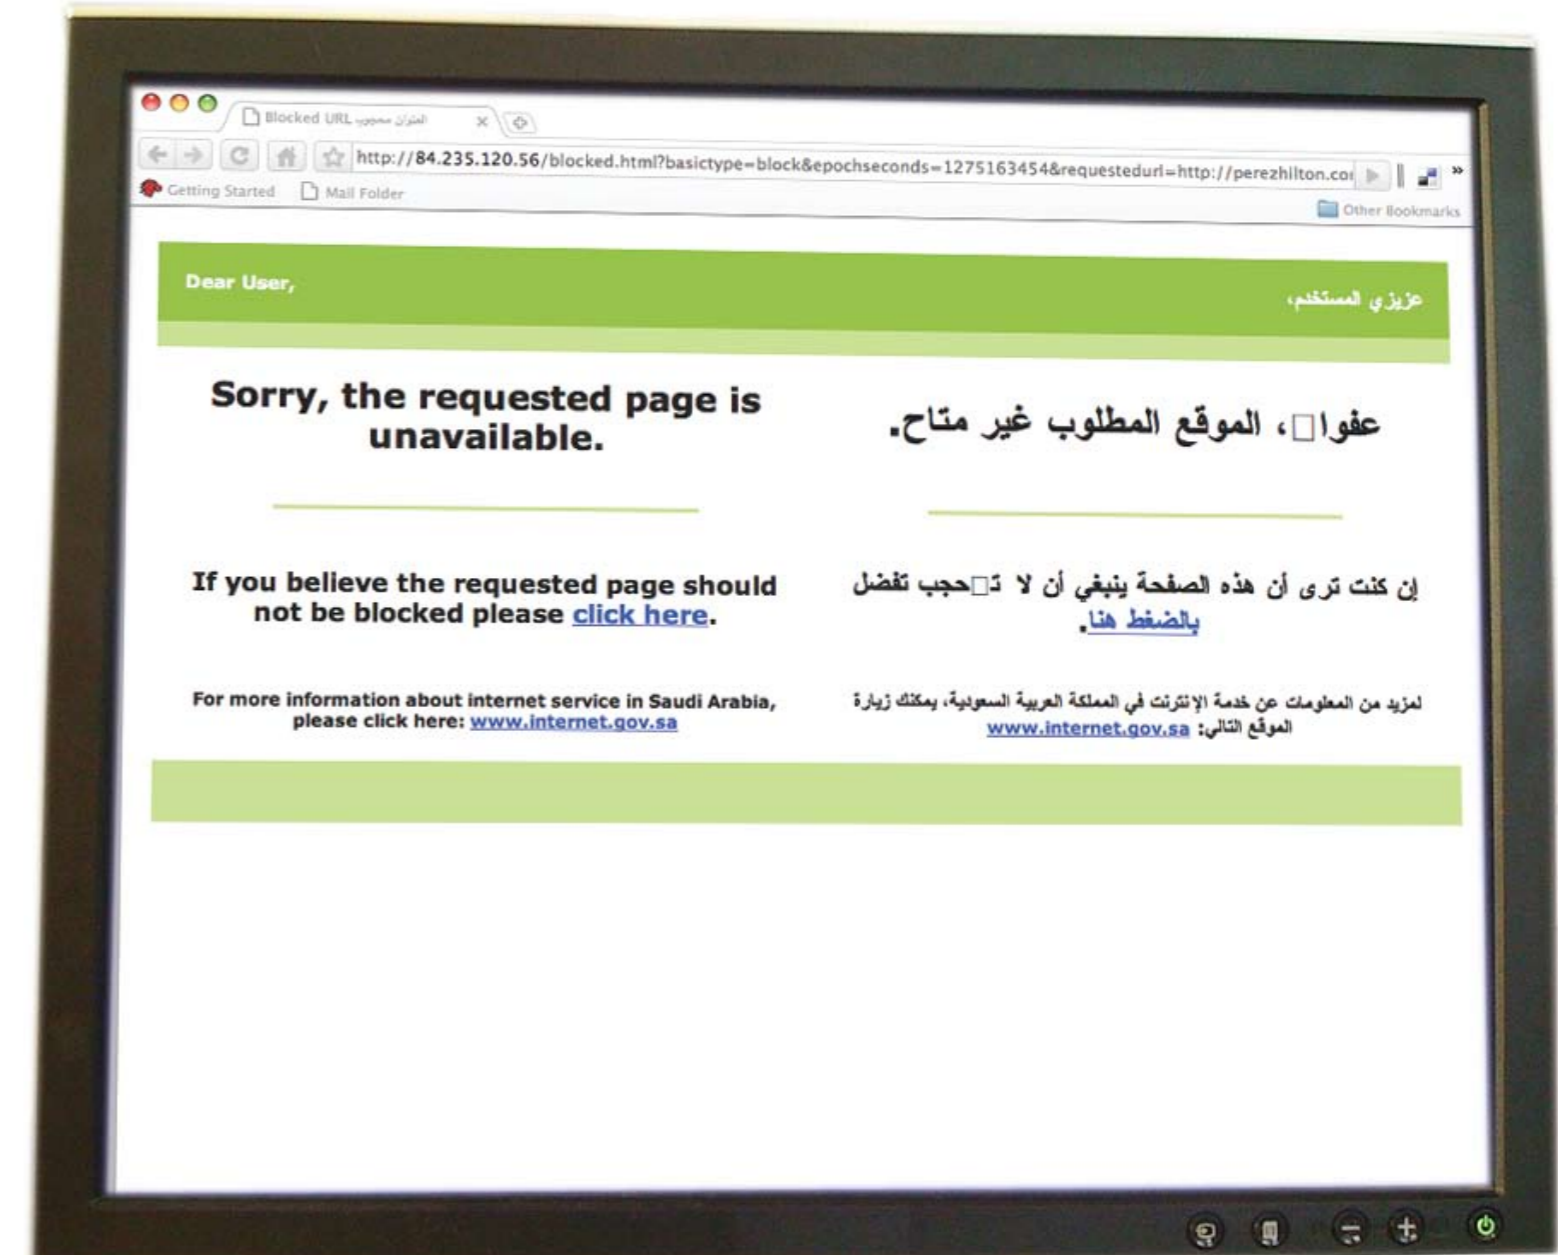 Blocked URL العنوان محجوب
http://84.235.120.56/blocked.html?basictype=block&epochseconds=1275163454&requestedurl=http://perezhilton.com
Getting Started Mail Folder
Other Bookmarks
Dear User,
عزيزي المستخدم،
Sorry, the requested page is
unavailable.
عفوا□، الموقع المطلوب غير متاح.
If you believe the requested page should
not be blocked please click here.
إن كنت ترى أن هذه الصفحة ينبغي أن لا ت□حجب تفضل
بالضغط هنا.
For more information about internet service in Saudi Arabia,
please click here: www.internet.gov.sa
لمزيد من المعلومات عن خدمة الإنترنت في المملكة العربية السعودية، يمكنك زيارة
الموقع التالي: www.internet.gov.sa